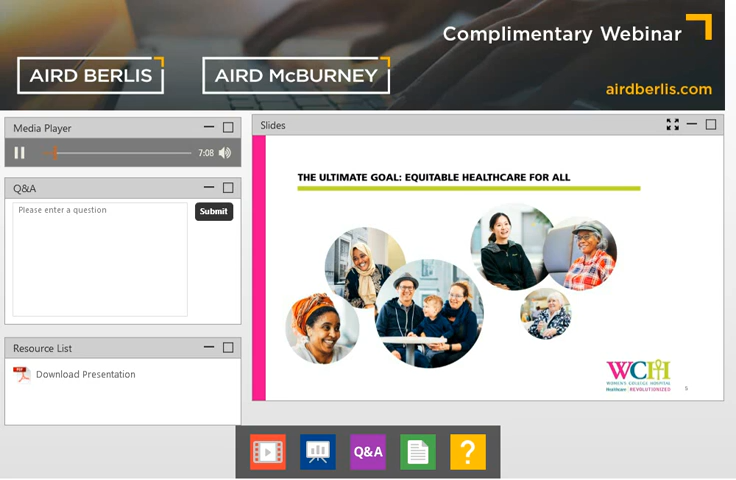 Complimentary Webinar
AIRD BERLIS
AIRD McBURNEY
airdberlis.com
Media Player
7:08
Q&A
Please enter a question
Submit
Resource List
PDF
Download Presentation
Slides
THE ULTIMATE GOAL: EQUITABLE HEALTHCARE FOR ALL
WCH
WOMEN'S COLLEGE HOSPITAL
Healthcare | REVOLUTIONIZED
5
Q&A
?